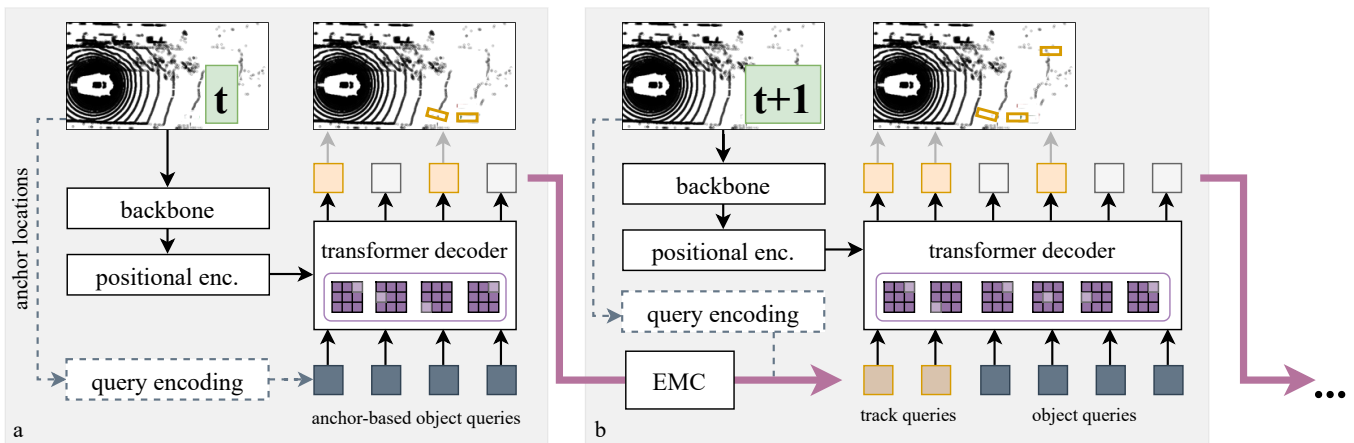 t
anchor locations
backbone
positional enc.
query encoding
transformer decoder
anchor-based object queries
a
t+1
backbone
positional enc.
query encoding
EMC
transformer decoder
track queries
object queries
b
...